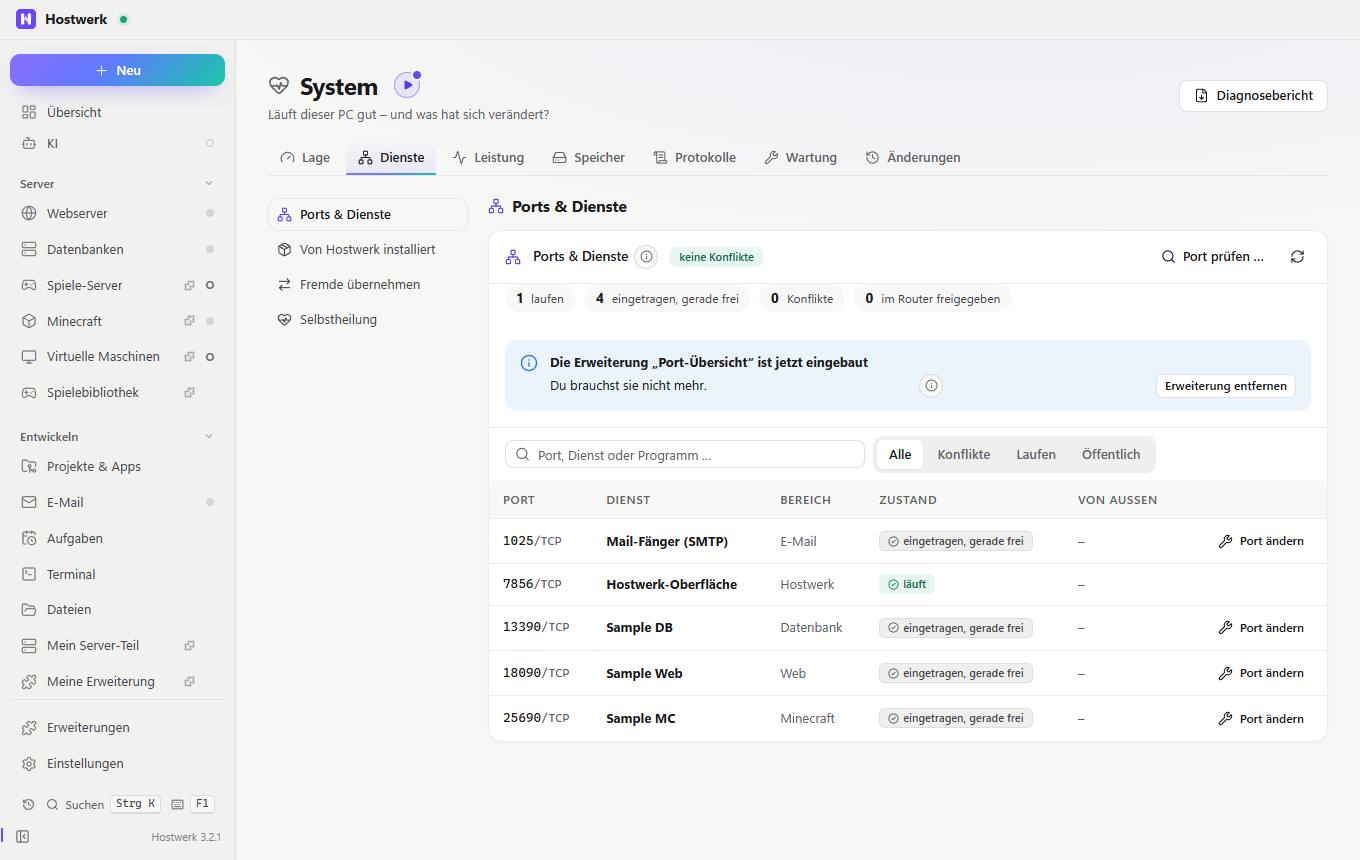 Hostwerk
Neu
Übersicht
KI
Server
Webserver
Datenbanken
Spiele-Server
Minecraft
Virtuelle Maschinen
Spielebibliothek
Entwickeln
Projekte & Apps
E-Mail
Aufgaben
Terminal
Dateien
Mein Server-Teil
Meine Erweiterung
Erweiterungen
Einstellungen
Suchen Strg K F1
Hostwerk 3.2.1
System
Läuft dieser PC gut – und was hat sich verändert?
Diagnosebericht
Lage Dienste Leistung Speicher Protokolle Wartung Änderungen
Ports & Dienste
Von Hostwerk installiert
Fremde übernehmen
Selbstheilung
Ports & Dienste
Ports & Dienste keine Konflikte Port prüfen ...
1 laufen 4 eingetragen, gerade frei 0 Konflikte 0 im Router freigegeben
Die Erweiterung „Port-Übersicht“ ist jetzt eingebaut
Du brauchst sie nicht mehr. Erweiterung entfernen
Port, Dienst oder Programm ... Alle Konflikte Laufen Öffentlich
PORT DIENST BEREICH ZUSTAND VON AUSSEN
1025/TCP Mail-Fänger (SMTP) E-Mail eingetragen, gerade frei – Port ändern
7856/TCP Hostwerk-Oberfläche Hostwerk läuft –
13390/TCP Sample DB Datenbank eingetragen, gerade frei – Port ändern
18090/TCP Sample Web Web eingetragen, gerade frei – Port ändern
25690/TCP Sample MC Minecraft eingetragen, gerade frei – Port ändern